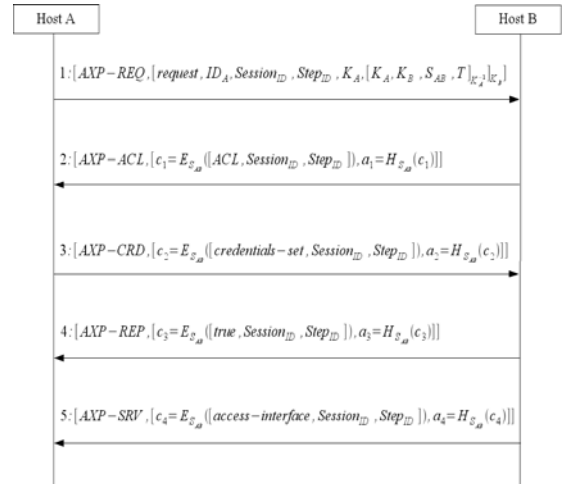 Host A
Host B
1:[AXP−REQ,[request, ID_A, Session_ID, Step_ID, K_A,[K_A, K_B, S_AB, T]_{K_A^{-1}}]_{K_B}]
2:[AXP−ACL,[c_1=E_{S_AB}([ACL, Session_ID, Step_ID]),a_1=H_{S_AB}(c_1)]]
3:[AXP−CRD,[c_2=E_{S_AB}([credentials−set, Session_ID, Step_ID]),a_2=H_{S_AB}(c_2)]]
4:[AXP−REP,[c_3=E_{S_AB}([true, Session_ID, Step_ID]),a_3=H_{S_AB}(c_3)]]
5:[AXP−SRV,[c_4=E_{S_AB}([access−interface, Session_ID, Step_ID]),a_4=H_{S_AB}(c_4)]]